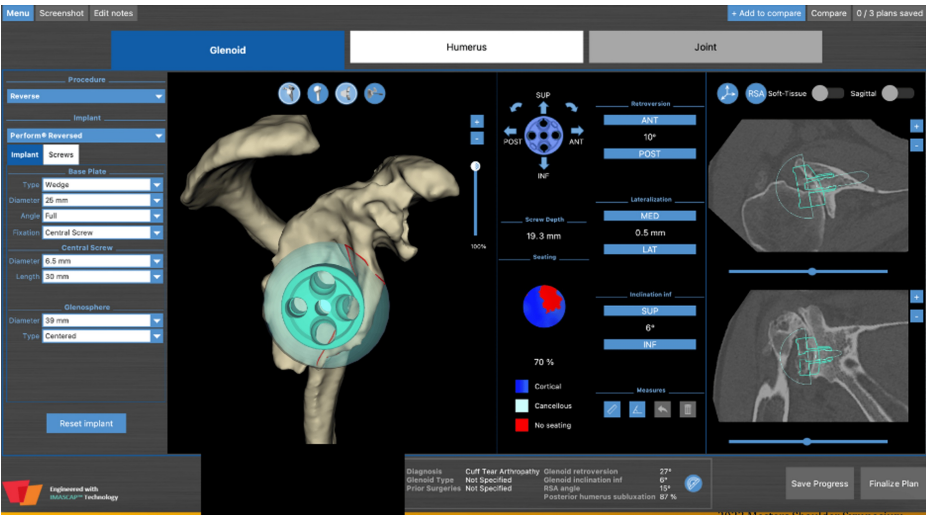 Menu Screenshot Edit notes
+ Add to compare Compare 0 / 3 plans saved
Glenoid Humerus Joint
Procedure
Reverse
Implant
Perform® Reversed
Implant Screws
Base Plate
Type Wedge
Diameter 25 mm
Angle Full
Fixation Central Screw
Central Screw
Diameter 6.5 mm
Length 30 mm
Glenosphere
Diameter 39 mm
Type Centered
Reset implant
+
-
100%
SUP
POST ANT
INF
Screw Depth
19.3 mm
Seating
70 %
Cortical
Cancellous
No seating
Retroversion
ANT
10°
POST
Lateralization
MED
0.5 mm
LAT
Inclination inf
SUP
6°
INF
Measures
RSA Soft-Tissue Sagittal
+
-
+
-
Engineered with
IMASCAP™ Technology
Diagnosis Cuff Tear Arthropathy
Glenoid Type Not Specified
Prior Surgeries Not Specified
Glenoid retroversion 27°
Glenoid inclination inf 6°
RSA angle 15°
Posterior humerus subluxation 87 %
Save Progress Finalize Plan